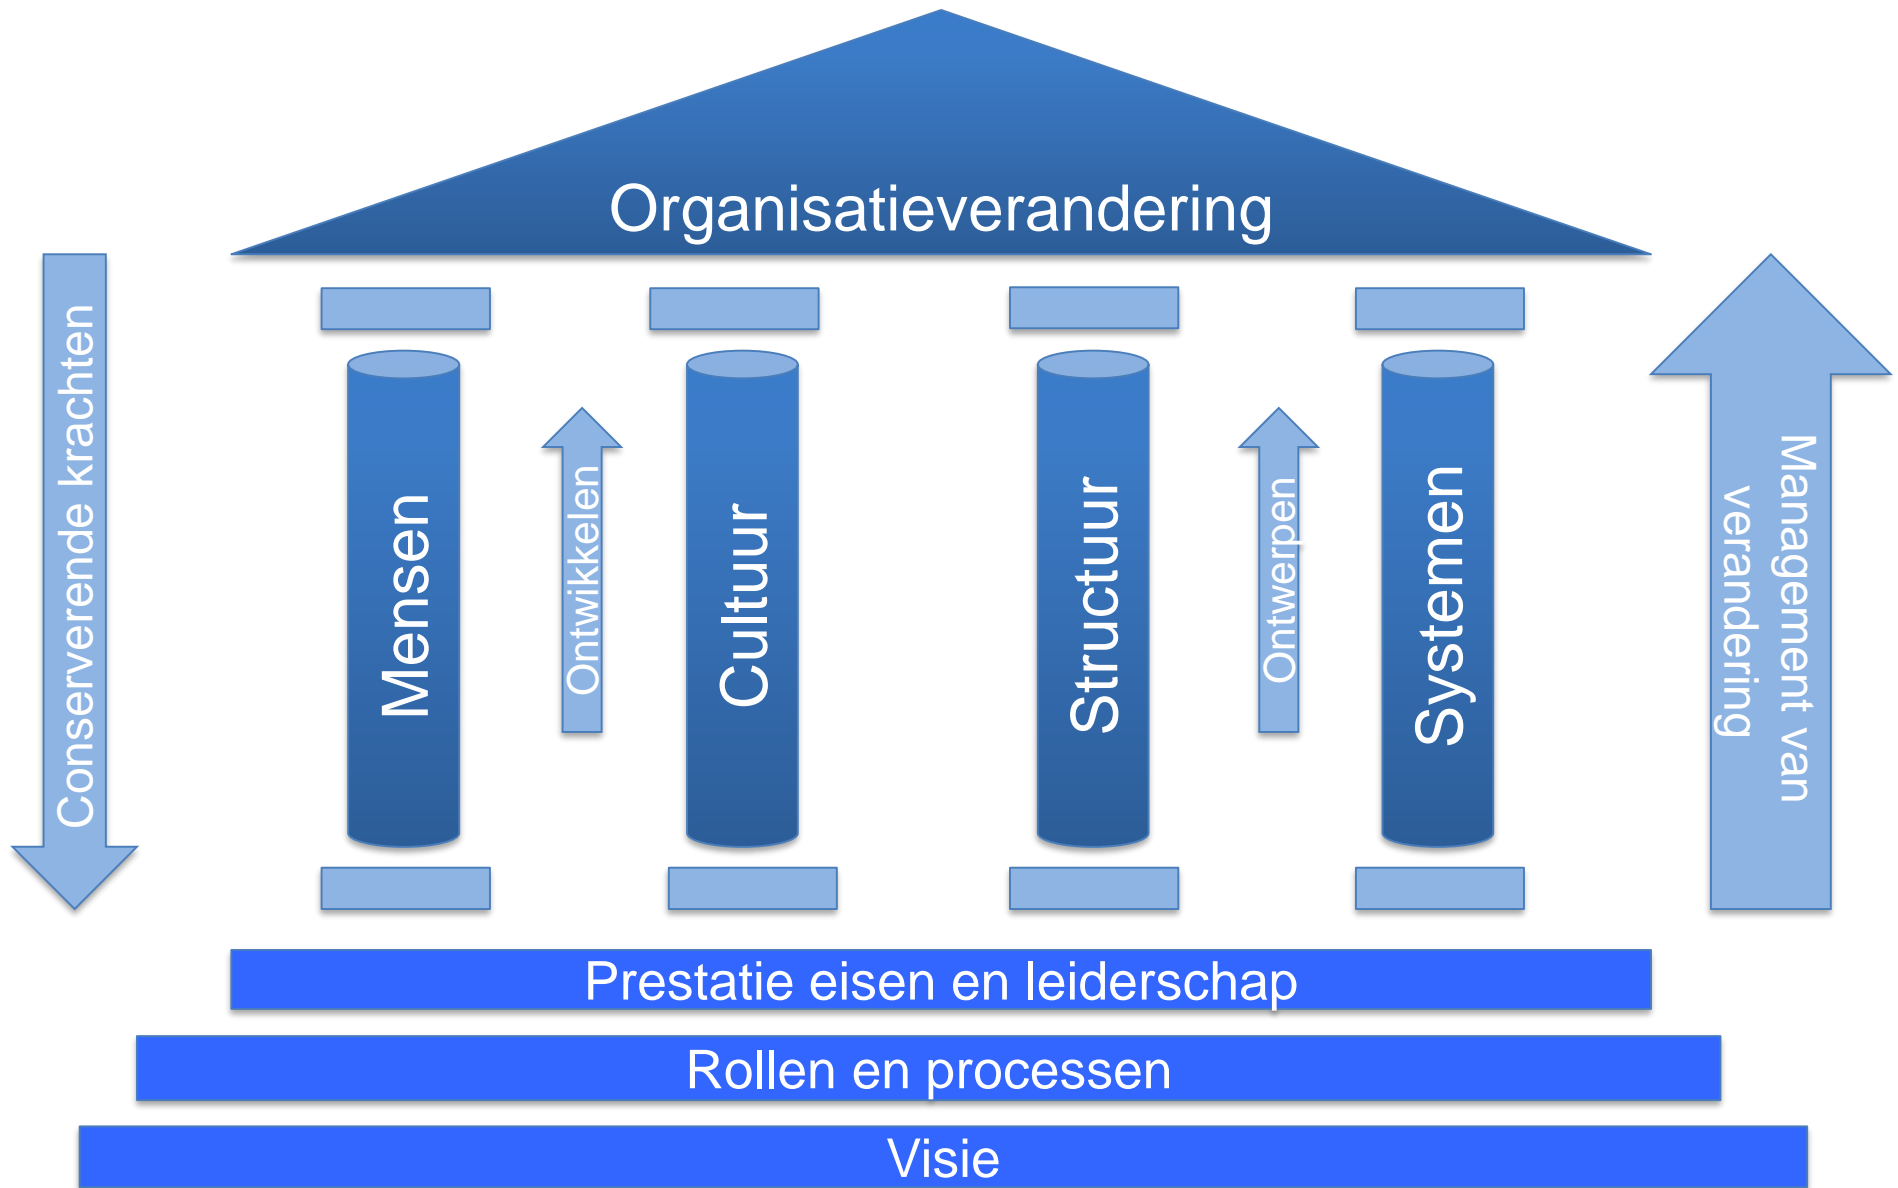 Organisatieverandering
Conserverende krachten
Mensen
Ontwikkelen
Cultuur
Structuur
Ontwerpen
Systemen
Management van
verandering
Prestatie eisen en leiderschap
Rollen en processen
Visie